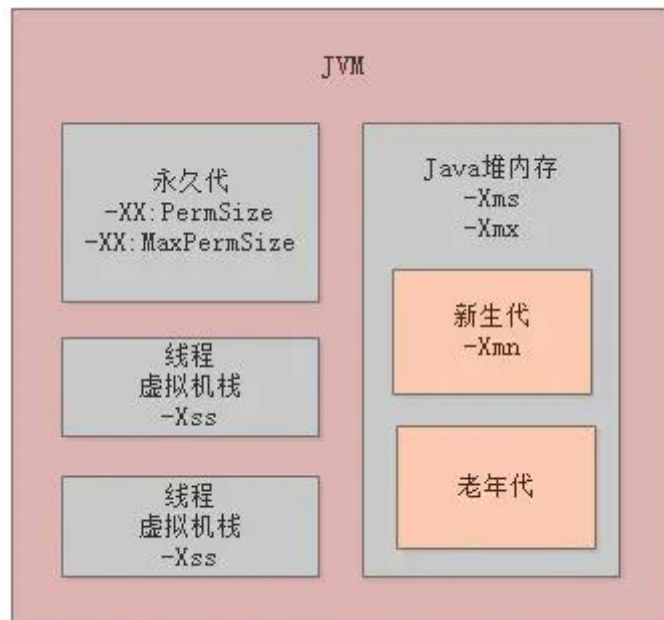 JVM
永久代
-XX:PermSize
-XX:MaxPermSize
线程
虚拟机栈
-Xss
线程
虚拟机栈
-Xss
Java堆内存
-Xms
-Xmx
新生代
-Xmn
老年代